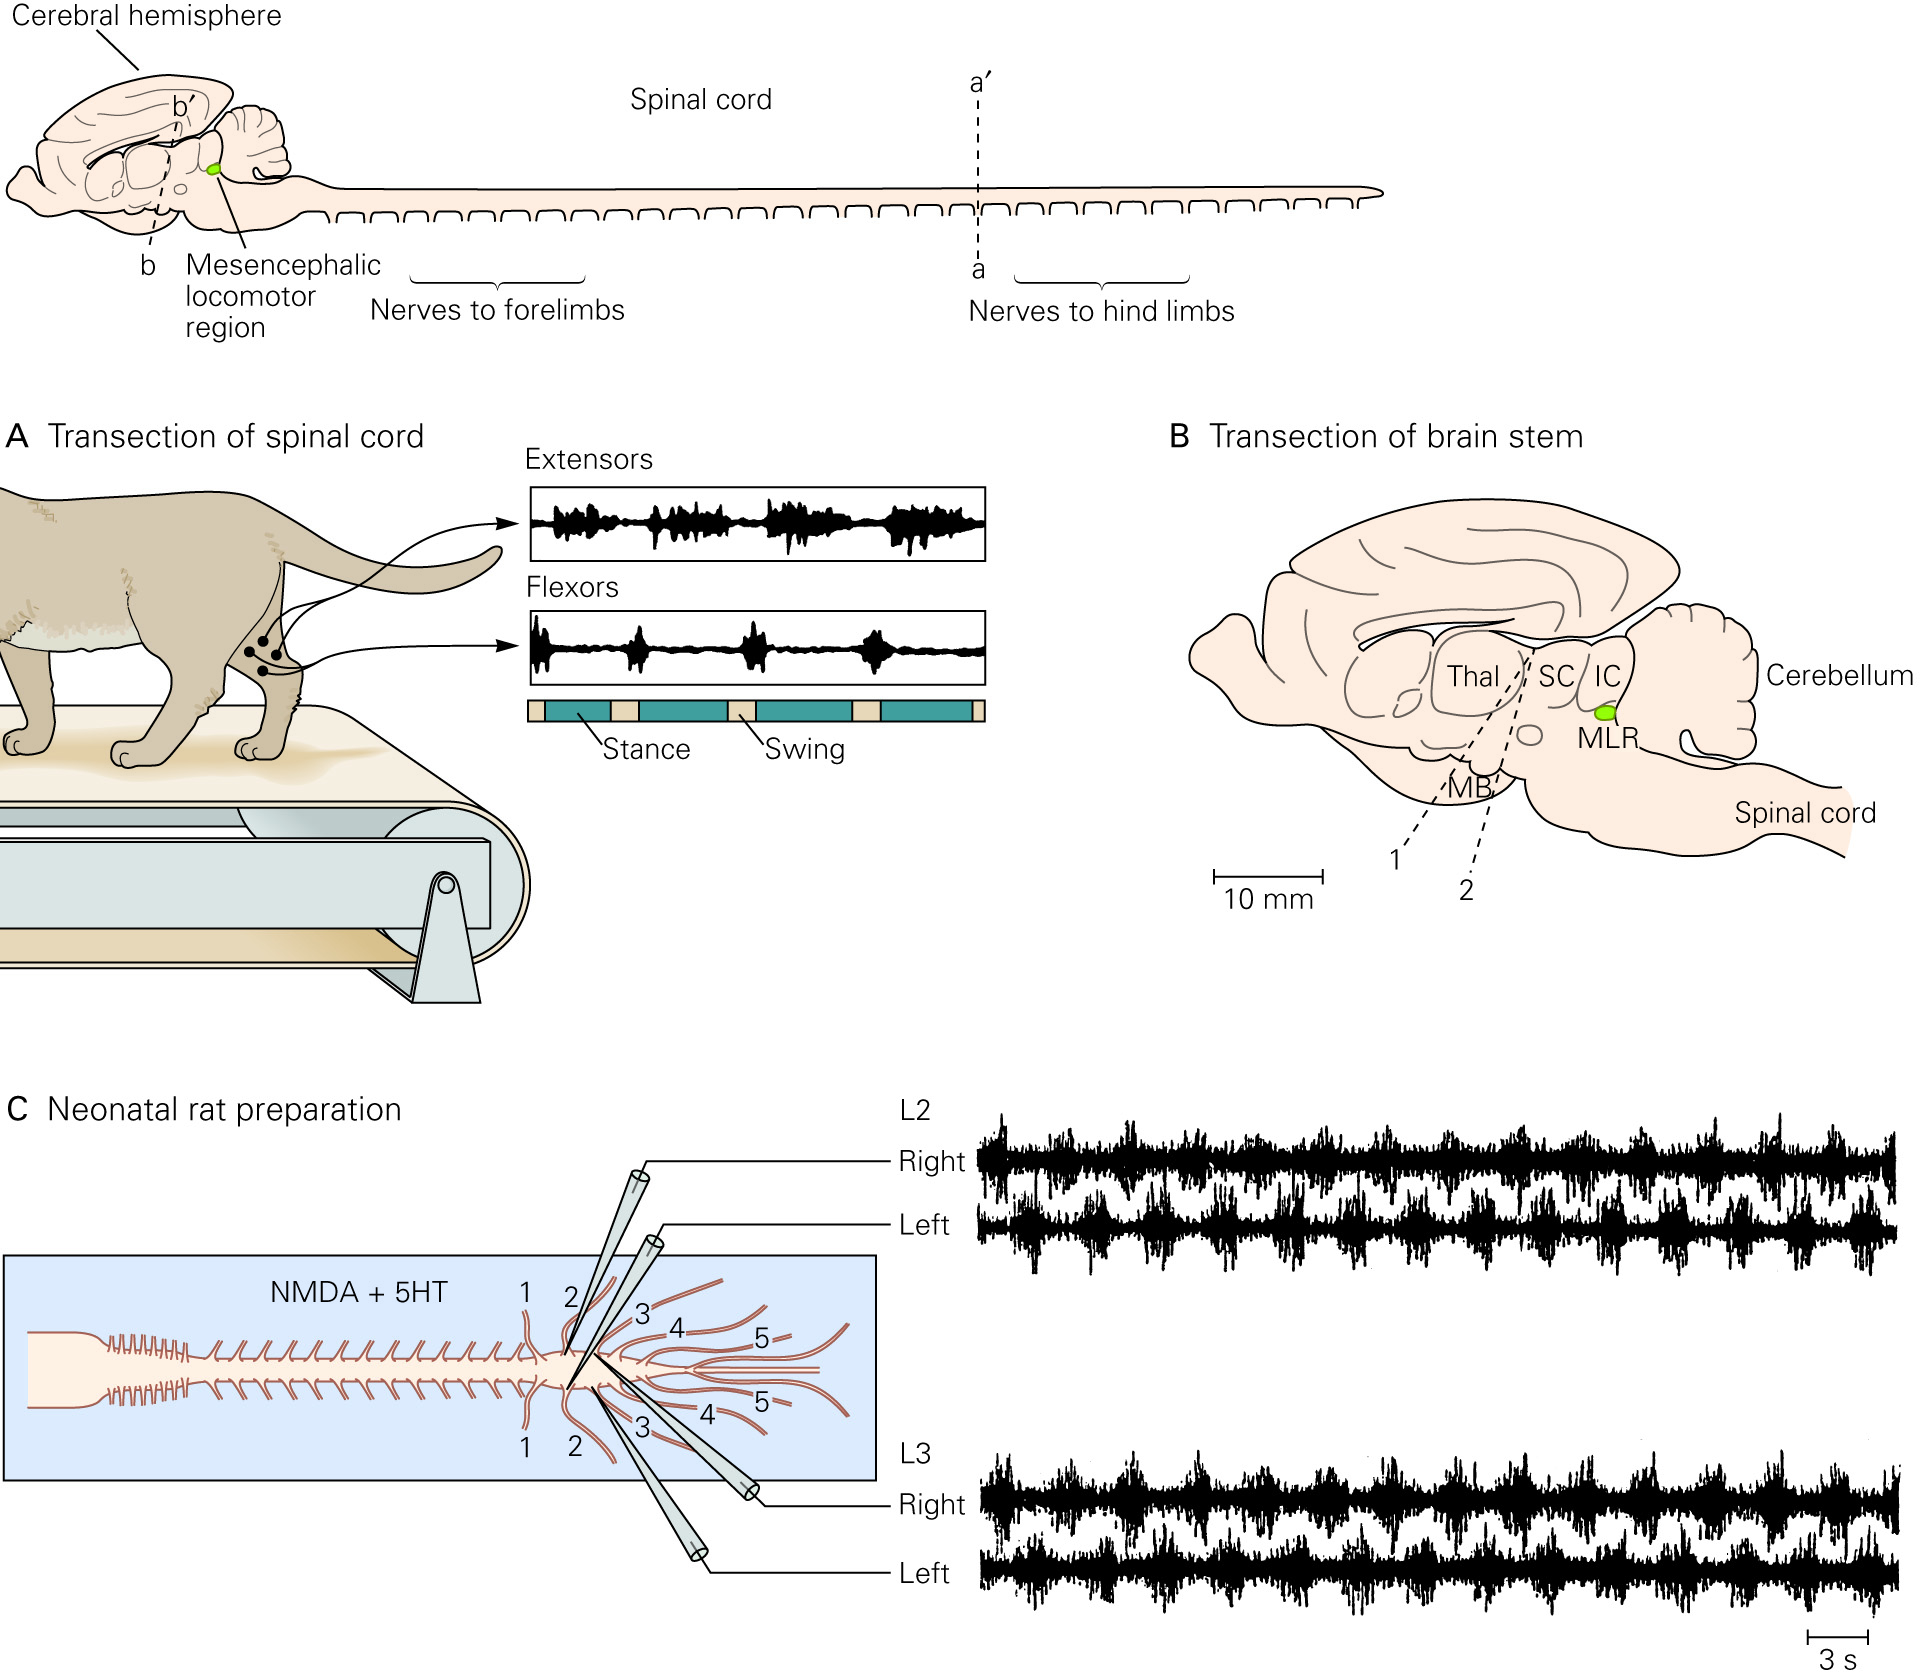 Cerebral hemisphere
b′
Spinal cord
a′
b
Mesencephalic
locomotor
region
Nerves to forelimbs
a
Nerves to hind limbs
A Transection of spinal cord
Extensors
Flexors
Stance
Swing
B Transection of brain stem
Thal
SC
IC
Cerebellum
MLR
MB
Spinal cord
1
2
10 mm
C Neonatal rat preparation
L2
Right
Left
NMDA + 5HT
1
2
3
4
5
5
4
3
1
2
L3
Right
Left
3 s